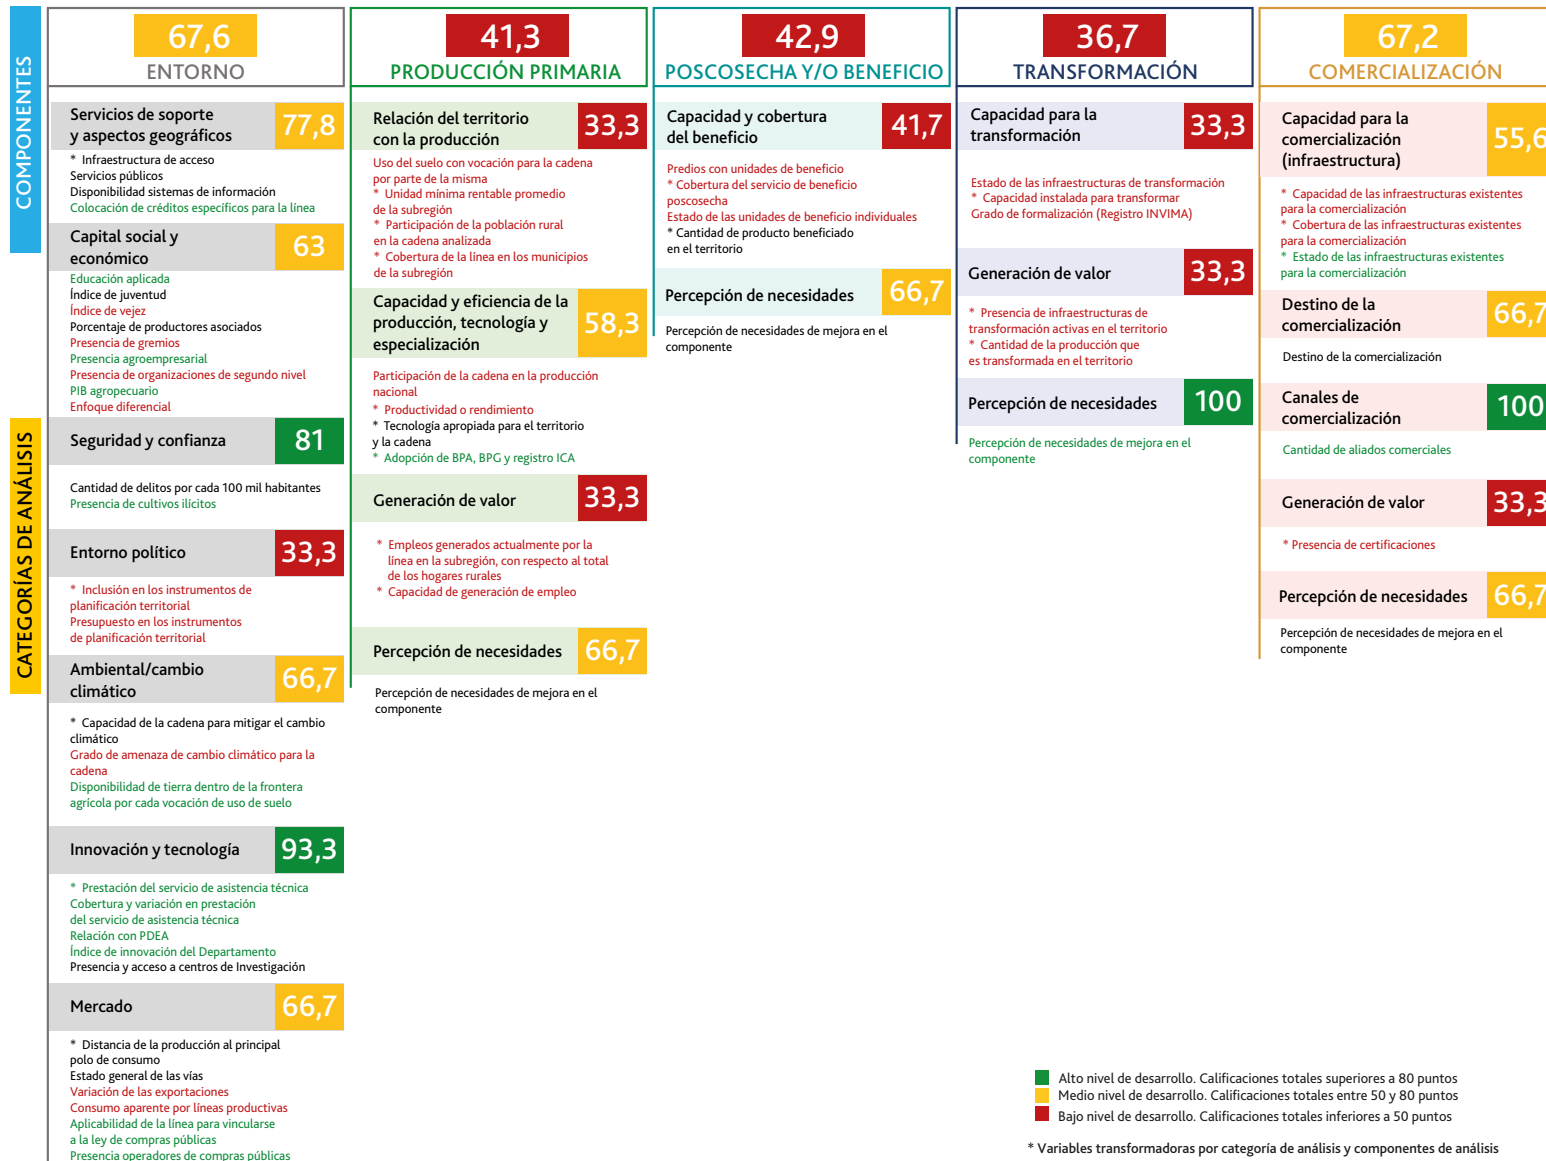 COMPONENTES
CATEGORÍAS DE ANÁLISIS
67,6
ENTORNO
Servicios de soporte
y aspectos geográficos
77,8
* Infraestructura de acceso
Servicios públicos
Disponibilidad sistemas de información
Colocación de créditos específicos para la línea
Capital social y
económico
63
Educación aplicada
Índice de juventud
Índice de vejez
Porcentaje de productores asociados
Presencia de gremios
Presencia agroempresarial
Presencia de organizaciones de segundo nivel
PIB agropecuario
Enfoque diferencial
Seguridad y confianza
81
Cantidad de delitos por cada 100 mil habitantes
Presencia de cultivos ilícitos
Entorno político
33,3
* Inclusión en los instrumentos de
planificación territorial
Presupuesto en los instrumentos
de planificación territorial
Ambiental/cambio
climático
66,7
* Capacidad de la cadena para mitigar el cambio
climático
Grado de amenaza de cambio climático para la
cadena
Disponibilidad de tierra dentro de la frontera
agrícola por cada vocación de uso de suelo
Innovación y tecnología
93,3
* Prestación del servicio de asistencia técnica
Cobertura y variación en prestación
del servicio de asistencia técnica
Relación con PDEA
Índice de innovación del Departamento
Presencia y acceso a centros de Investigación
Mercado
66,7
* Distancia de la producción al principal
polo de consumo
Estado general de las vías
Variación de las exportaciones
Consumo aparente por líneas productivas
Aplicabilidad de la línea para vincularse
a la ley de compras públicas
Presencia operadores de compras públicas
41,3
PRODUCCIÓN PRIMARIA
Relación del territorio
con la producción
33,3
Uso del suelo con vocación para la cadena
por parte de la misma
* Unidad mínima rentable promedio
de la subregión
* Participación de la población rural
en la cadena analizada
* Cobertura de la línea en los municipios
de la subregión
Capacidad y eficiencia de la
producción, tecnología y
especialización
58,3
Participación de la cadena en la producción
nacional
* Productividad o rendimiento
* Tecnología apropiada para el territorio
y la cadena
* Adopción de BPA, BPG y registro ICA
Generación de valor
33,3
* Empleos generados actualmente por la
línea en la subregión, con respecto al total
de los hogares rurales
* Capacidad de generación de empleo
Percepción de necesidades
66,7
Percepción de necesidades de mejora en el
componente
42,9
POSCOSECHA Y/O BENEFICIO
Capacidad y cobertura
del beneficio
41,7
Predios con unidades de beneficio
* Cobertura del servicio de beneficio
poscosecha
Estado de las unidades de beneficio individuales
* Cantidad de producto beneficiado
en el territorio
Percepción de necesidades
66,7
Percepción de necesidades de mejora en el
componente
36,7
TRANSFORMACIÓN
Capacidad para la
transformación
33,3
Estado de las infraestructuras de transformación
* Capacidad instalada para transformar
Grado de formalización (Registro INVIMA)
Generación de valor
33,3
* Presencia de infraestructuras de
transformación activas en el territorio
* Cantidad de la producción que
es transformada en el territorio
Percepción de necesidades
100
Percepción de necesidades de mejora en el
componente
67,2
COMERCIALIZACIÓN
Capacidad para la
comercialización
(infraestructura)
55,6
* Capacidad de las infraestructuras existentes
para la comercialización
* Cobertura de las infraestructuras existentes
para la comercialización
* Estado de las infraestructuras existentes
para la comercialización
Destino de la
comercialización
66,7
Destino de la comercialización
Canales de
comercialización
100
Cantidad de aliados comerciales
Generación de valor
33,3
* Presencia de certificaciones
Percepción de necesidades
66,7
Percepción de necesidades de mejora en el
componente
Alto nivel de desarrollo. Calificaciones totales superiores a 80 puntos
Medio nivel de desarrollo. Calificaciones totales entre 50 y 80 puntos
Bajo nivel de desarrollo. Calificaciones totales inferiores a 50 puntos
* Variables transformadoras por categoría de análisis y componentes de análisis